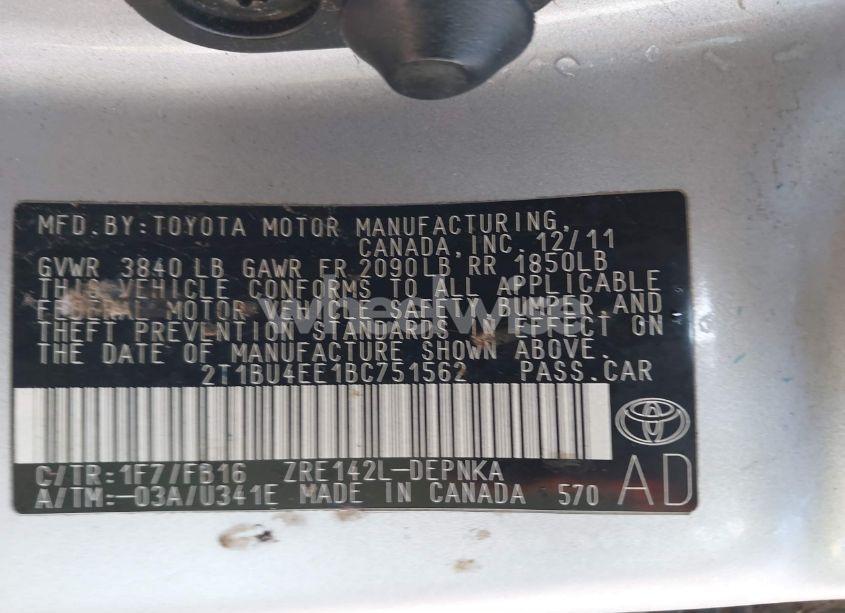 MFD.BY:TOYOTA MOTOR MANUFACTURING,
CANADA,INC. 12/11
GVWR 3840 LB GAWR FR 2090LB RR 1850LB
THIS VEHICLE CONFORMS TO ALL APPLICABLE
FEDERAL MOTOR VEHICLE SAFETY, BUMPER,AND
THEFT PREVENTION STANDARDS IN EFFECT ON
THE DATE OF MANUFACTURE SHOWN ABOVE.
2T1BU4EE1BC751562 PASS.CAR
C/TR:1F7/FB16 ZRE142L-DEPNKA
A/TM:-03A/U341E MADE IN CANADA 570
AD